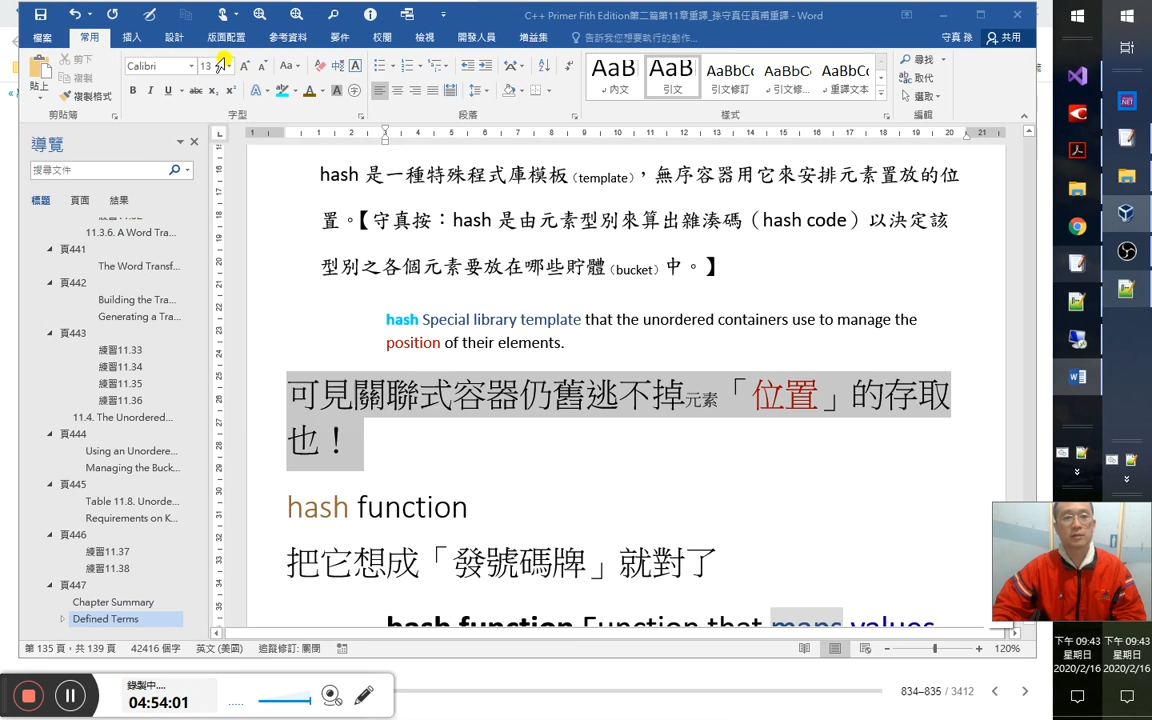 C++ Primer Fith Edition第二篇第11章重譯_孫守真任真甫重譯 - Word
檔案 常用 插入 設計 版面配置 參考資料 郵件 校閱 檢視 開發人員 增益集 告訴我您想要執行的動作... 守真 孫 共用
貼上 剪下 複製 複製格式 剪貼簿
Calibri 13 字型
段落
AaB 內文 AaB 引文 AaBbCc 引文修訂 AaBbCc 引文修... AaBbCc 重譯文本 樣式
尋找 取代 選取 編輯
導覽
搜尋文件
標題 頁面 結果
11.3.6. A Word Tra...
頁441
The Word Transf...
頁442
Building the Tra...
Generating a Tra...
頁443
練習11.33
練習11.34
練習11.35
練習11.36
11.4. The Unordered...
頁444
Using an Unordere...
Managing the Buck...
頁445
Table 11.8. Unorde...
Requirements on K...
頁446
練習11.37
練習11.38
頁447
Chapter Summary
Defined Terms
hash 是一種特殊程式庫模板（template），無序容器用它來安排元素置放的位
置。【守真按：hash 是由元素型別來算出雜湊碼（hash code）以決定該
型別之各個元素要放在哪些貯體（bucket）中。】
hash Special library template that the unordered containers use to manage the
position of their elements.
可見關聯式容器仍舊逃不掉元素「位置」的存取
也！
hash function
把它想成「發號碼牌」就對了
hash function Function that maps values
第 135 頁，共 139 頁 42416 個字 英文 (美國) 追蹤修訂: 關閉 120%
錄製中....
04:54:01
834–835 / 3412
下午 09:43 下午 09:43
星期日 星期日
2020/2/16 2020/2/16